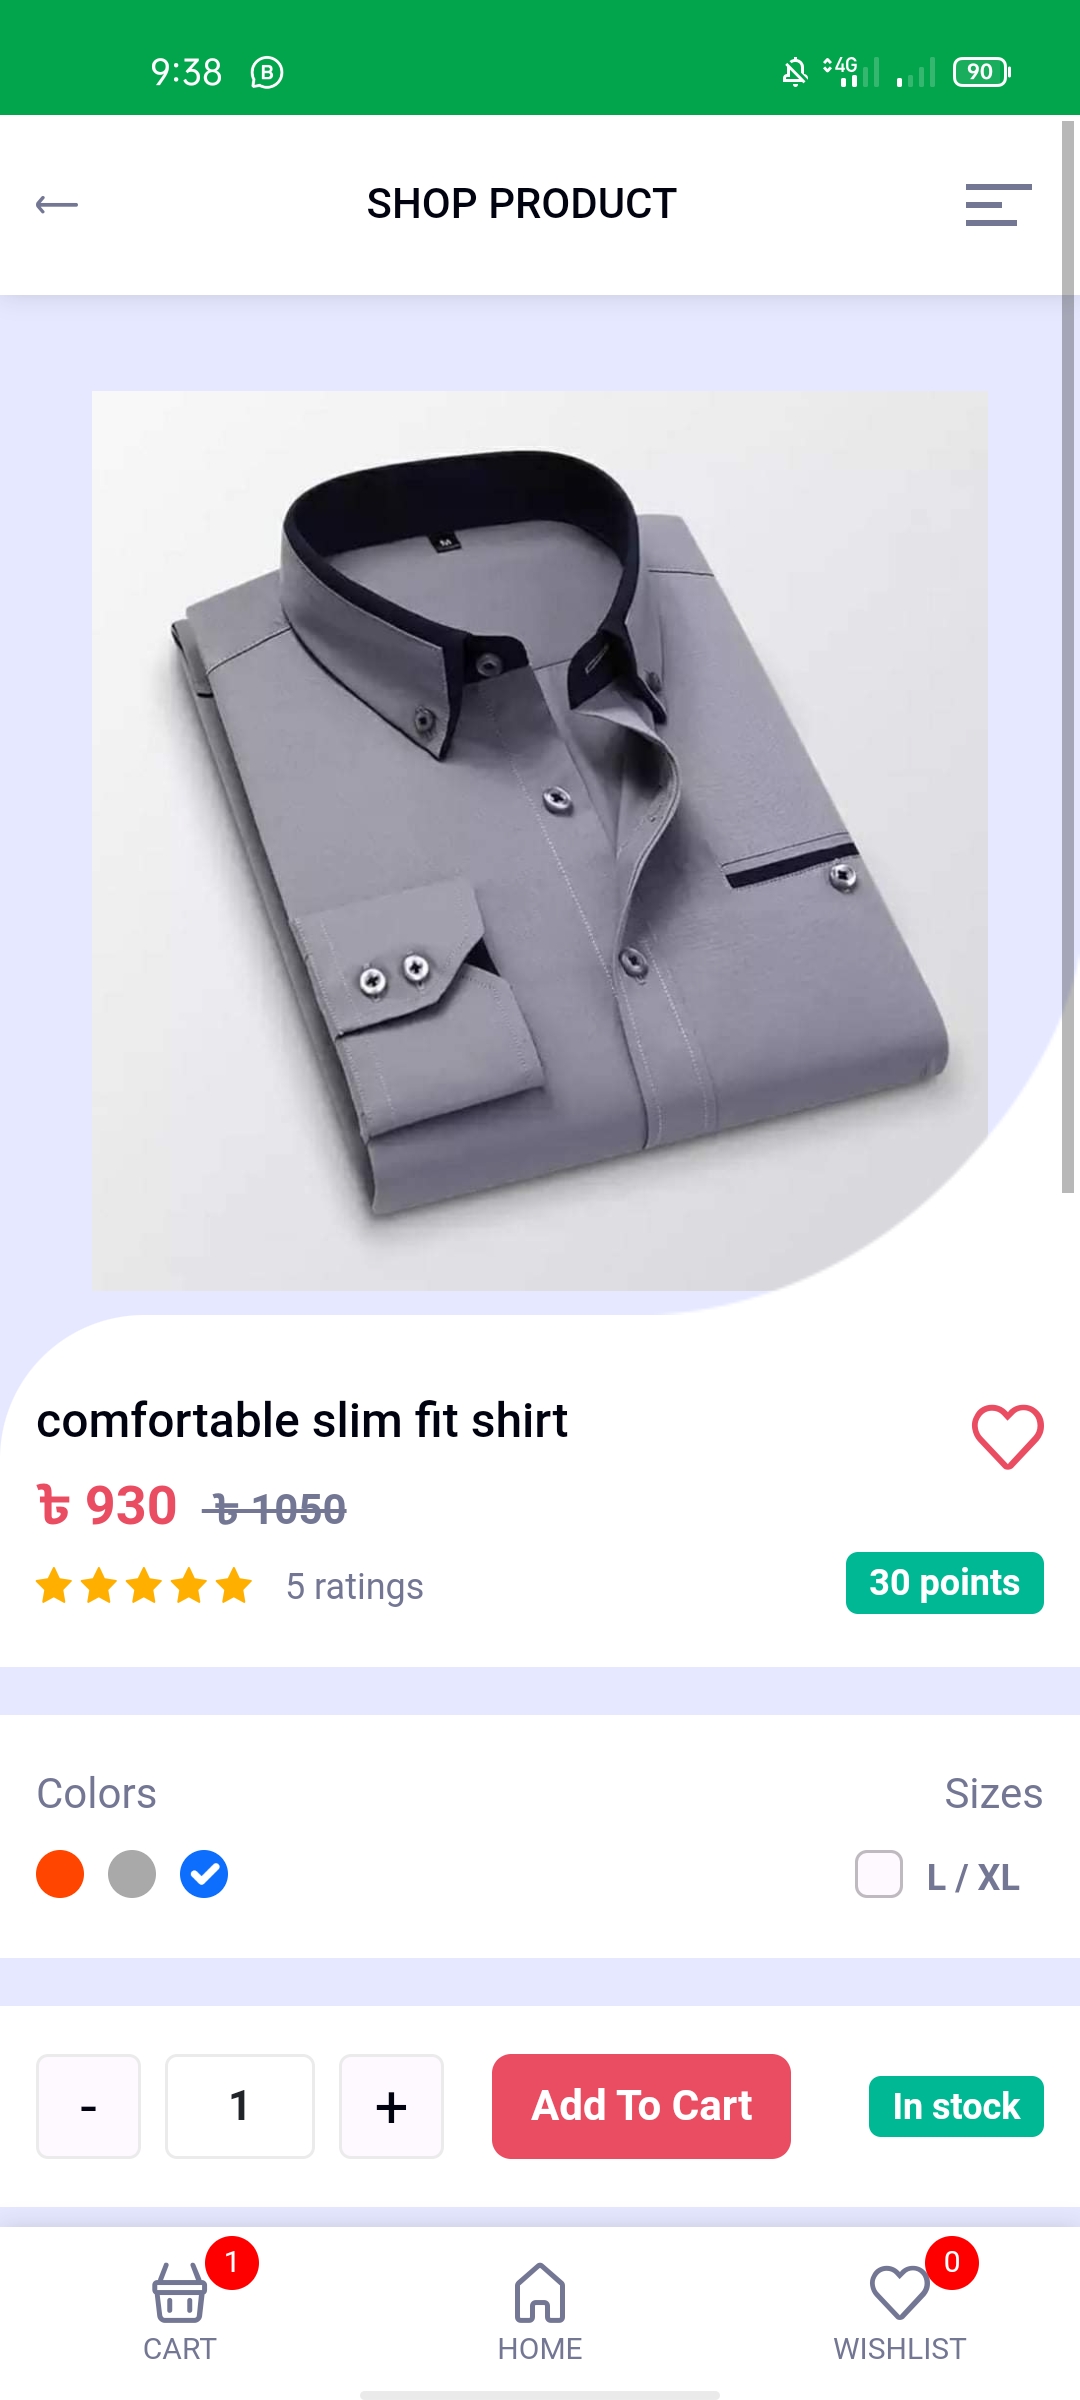 9:38 B 4G 90
SHOP PRODUCT
M
comfortable slim fit shirt
৳ 930 ৳ 1050
5 ratings
30 points
Colors
Sizes
L / XL
- 1 + Add To Cart In stock
1 0
CART HOME WISHLIST